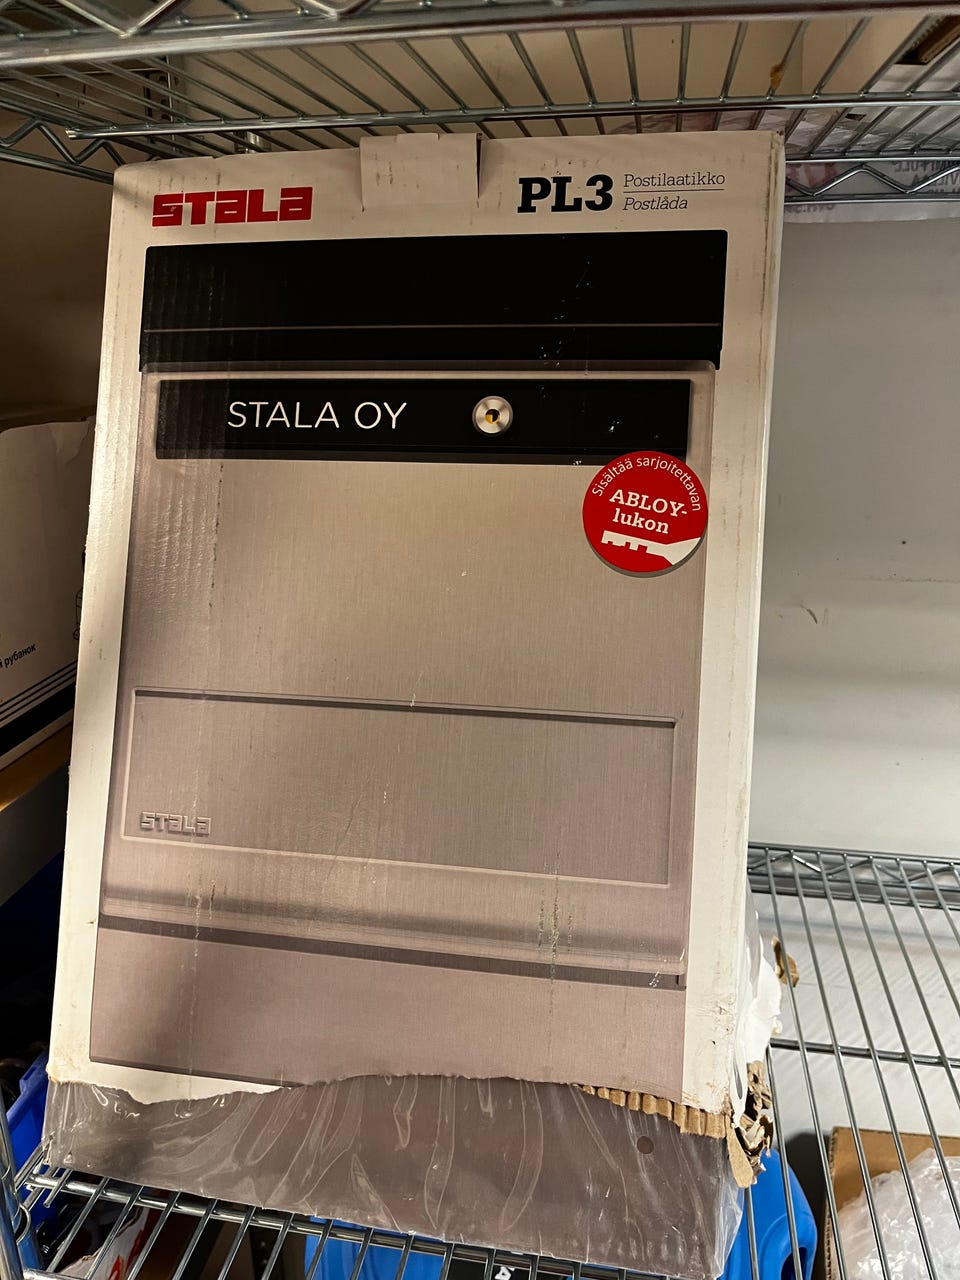 STALA
PL3
Postilaatikko
Postlåda
STALA OY
Sisältää sarjoitettavan
ABLOY-
lukon
STALA
рубанок